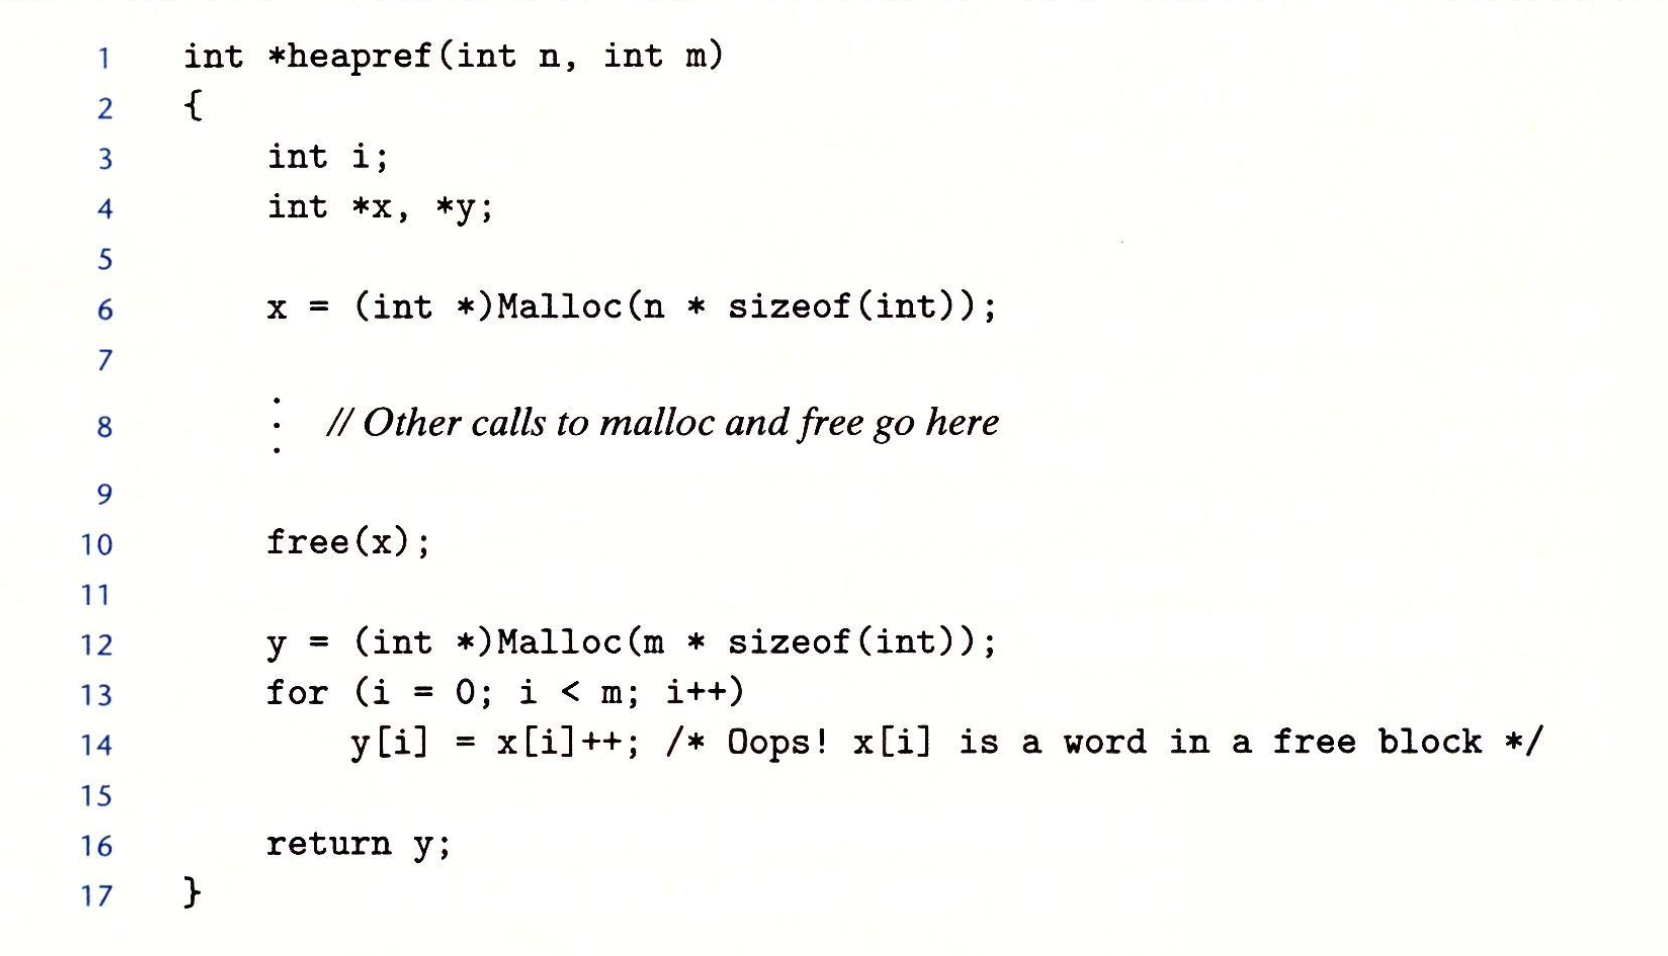 1 int *heapref(int n, int m)
2 {
3 int i;
4 int *x, *y;
5
6 x = (int *)Malloc(n * sizeof(int));
7
8 ⋮ // Other calls to malloc and free go here
9
10 free(x);
11
12 y = (int *)Malloc(m * sizeof(int));
13 for (i = 0; i < m; i++)
14 y[i] = x[i]++; /* Oops! x[i] is a word in a free block */
15
16 return y;
17 }